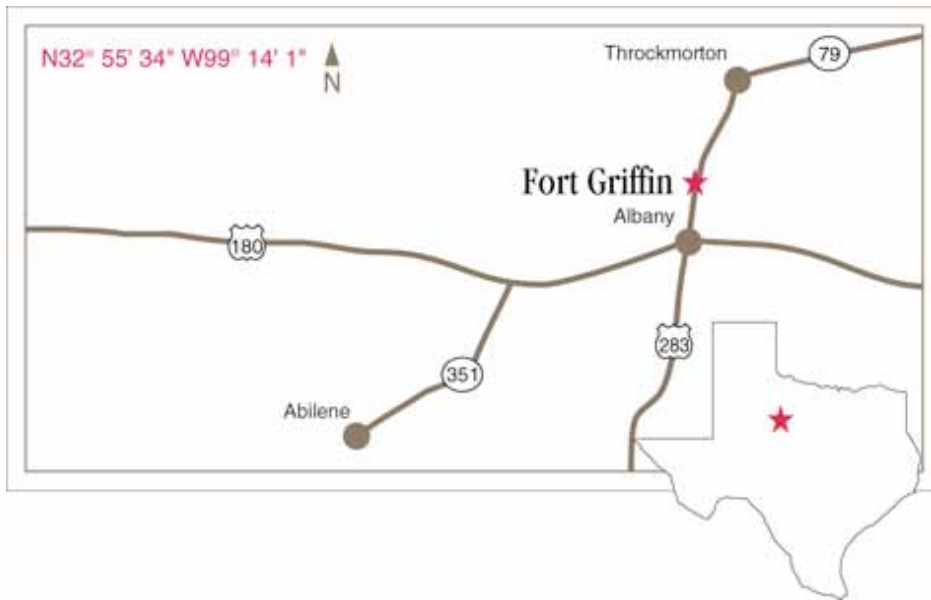 N32° 55' 34" W99° 14' 1"
N
Throckmorton
79
Fort Griffin
Albany
180
283
351
Abilene